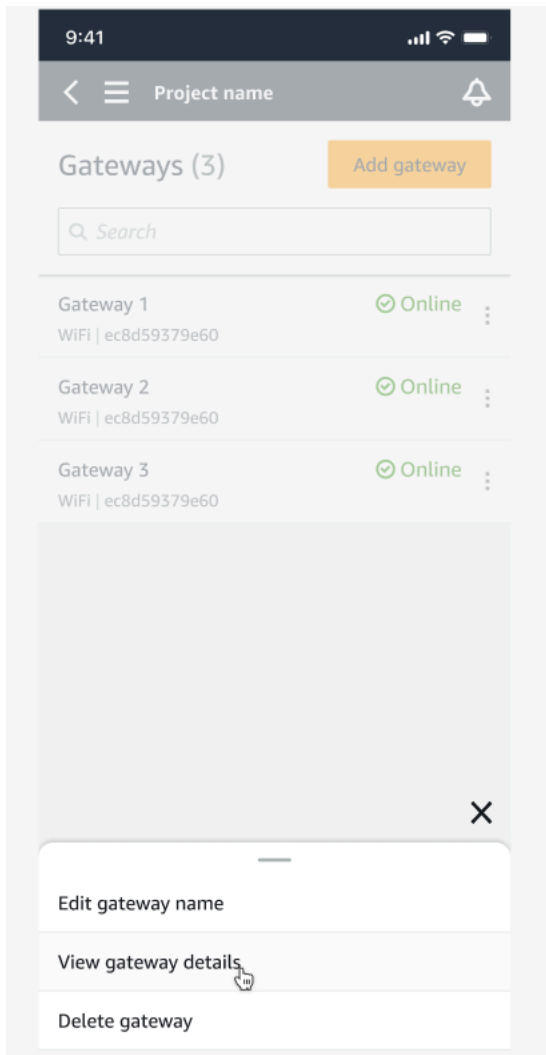 9:41
Project name
Gateways (3)
Add gateway
Search
Gateway 1
Online
WiFi | ec8d59379e60
Gateway 2
Online
WiFi | ec8d59379e60
Gateway 3
Online
WiFi | ec8d59379e60
Edit gateway name
View gateway details
Delete gateway